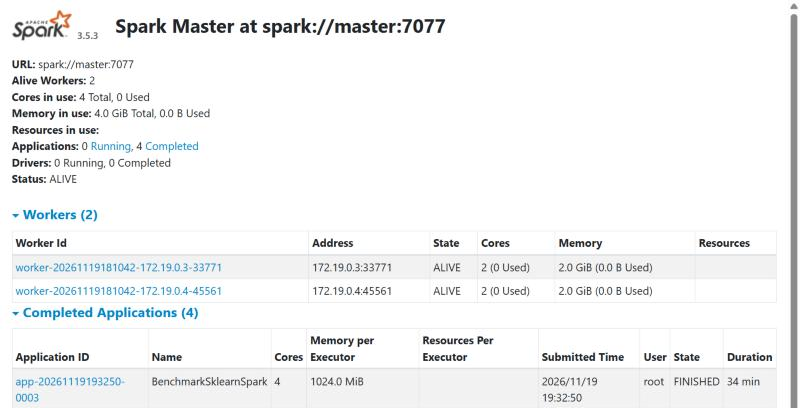 APACHE
Spark 3.5.3 Spark Master at spark://master:7077
URL: spark://master:7077
Alive Workers: 2
Cores in use: 4 Total, 0 Used
Memory in use: 4.0 GiB Total, 0.0 B Used
Resources in use:
Applications: 0 Running, 4 Completed
Drivers: 0 Running, 0 Completed
Status: ALIVE
Workers (2)
Worker Id Address State Cores Memory Resources
worker-20261119181042-172.19.0.3-33771 172.19.0.3:33771 ALIVE 2 (0 Used) 2.0 GiB (0.0 B Used)
worker-20261119181042-172.19.0.4-45561 172.19.0.4:45561 ALIVE 2 (0 Used) 2.0 GiB (0.0 B Used)
Completed Applications (4)
Memory per Resources Per
Application ID Name Cores Executor Executor Submitted Time User State Duration
app-20261119193250- BenchmarkSklearnSpark 4 1024.0 MiB 2026/11/19 root FINISHED 34 min
0003 19:32:50